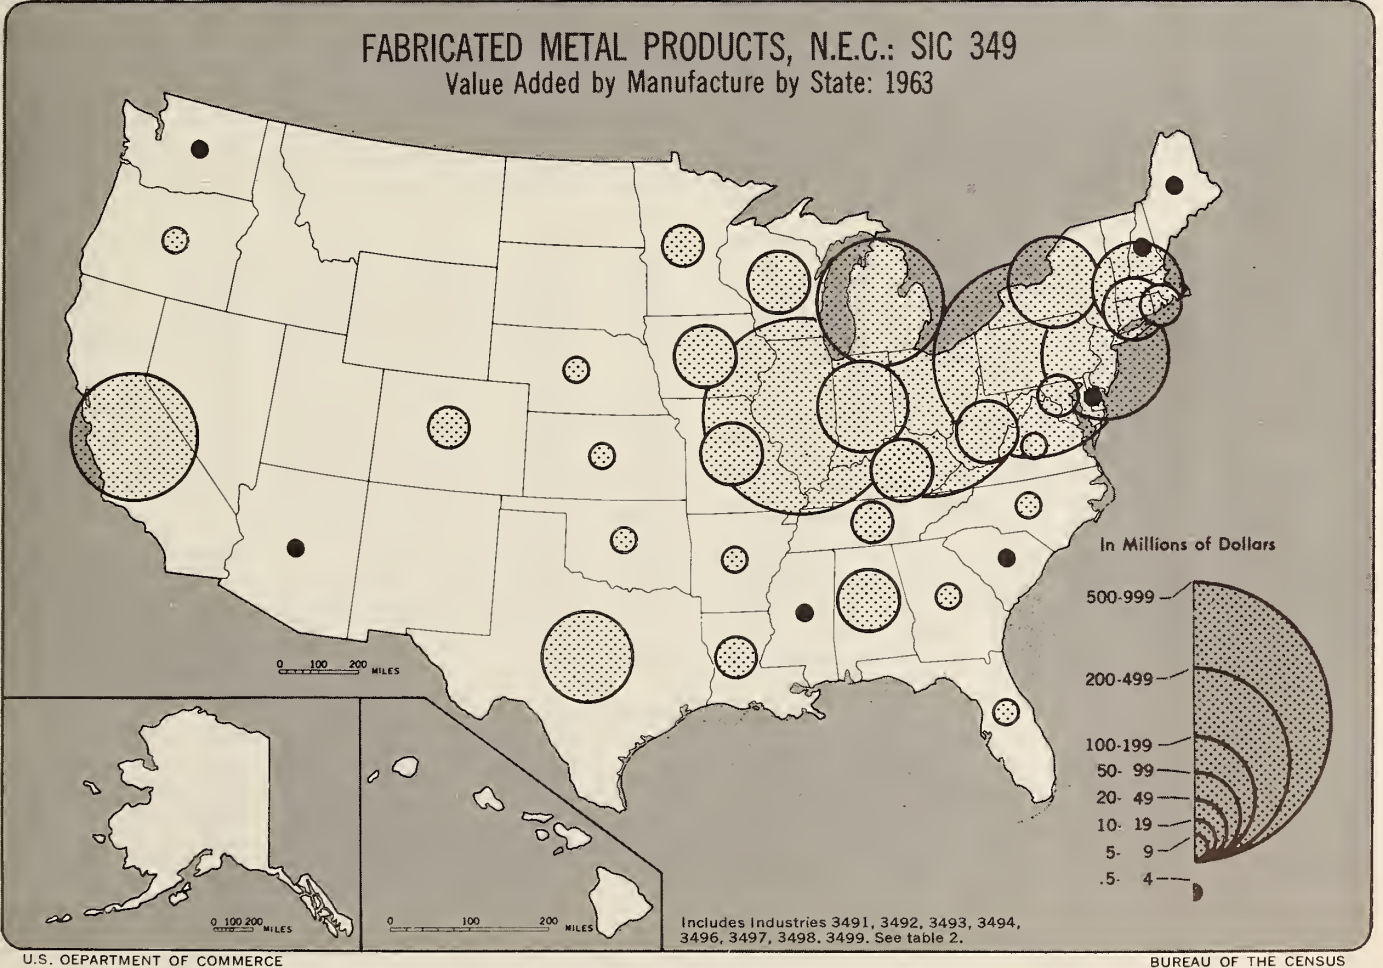 FABRICATED METAL PRODUCTS, N.E.C.: SIC 349
Value Added by Manufacture by State: 1963
In Millions of Dollars
500-999
200-499
100-199
50- 99
20- 49
10- 19
5- 9
.5- 4
0 100 200 MILES
0 100 200 MILES
0 100 200 MILES
Includes Industries 3491, 3492, 3493, 3494,
3496, 3497, 3498. 3499. See table 2.
U.S. OEPARTMENT OF COMMERCE
BUREAU OF THE CENSUS